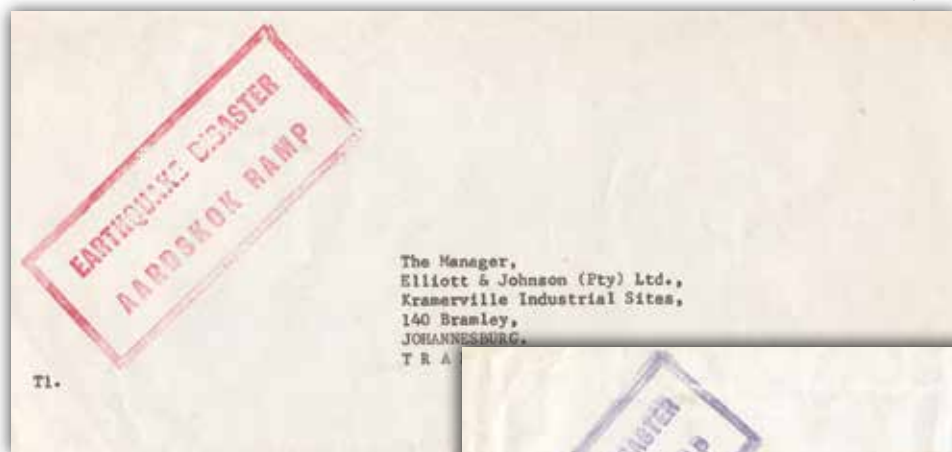 EARTHQUAKE DISASTER
AARDSKOK RAMP
The Manager,
Elliott & Johnson (Pty) Ltd.,
Kramerville Industrial Sites,
140 Bramley,
JOHANNESBURG.
T R A
T1.